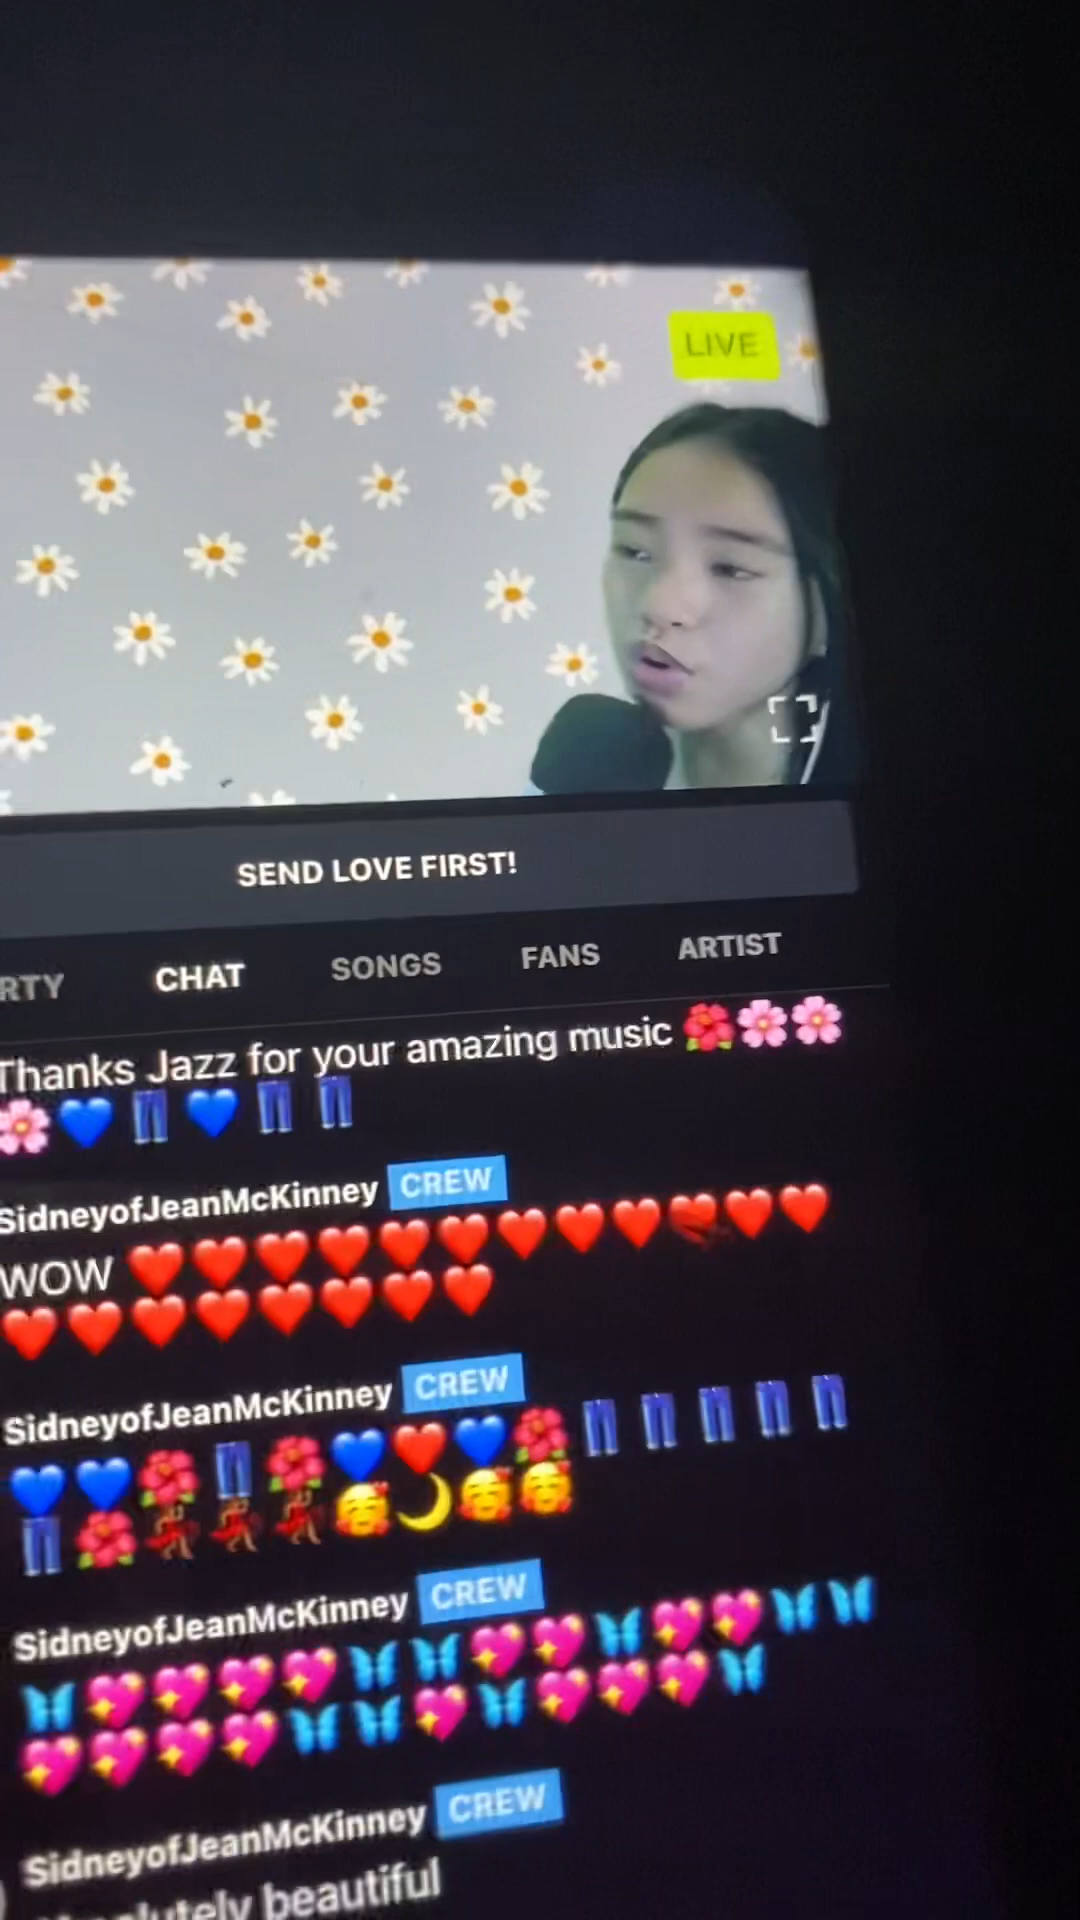 LIVE
SEND LOVE FIRST!
RTY CHAT SONGS FANS ARTIST
Thanks Jazz for your amazing music 🌺🌸🌸
🌸💙👖💙👖👖
SidneyofJeanMcKinney CREW
WOW ❤️❤️❤️❤️❤️❤️❤️❤️❤️❤️❤️❤️
❤️❤️❤️❤️❤️❤️❤️❤️
SidneyofJeanMcKinney CREW
💙💙🌺👖🌺💙❤️💙🌺👖👖👖👖👖
👖🌺💃🏽💃🏽💃🏽🥰🌙🥰🥰
SidneyofJeanMcKinney CREW
🦋💖💖💖💖🦋🦋💖💖🦋💖💖🦋🦋
💖💖💖💖🦋🦋💖🦋💖💖💖🦋
SidneyofJeanMcKinney CREW
beautiful